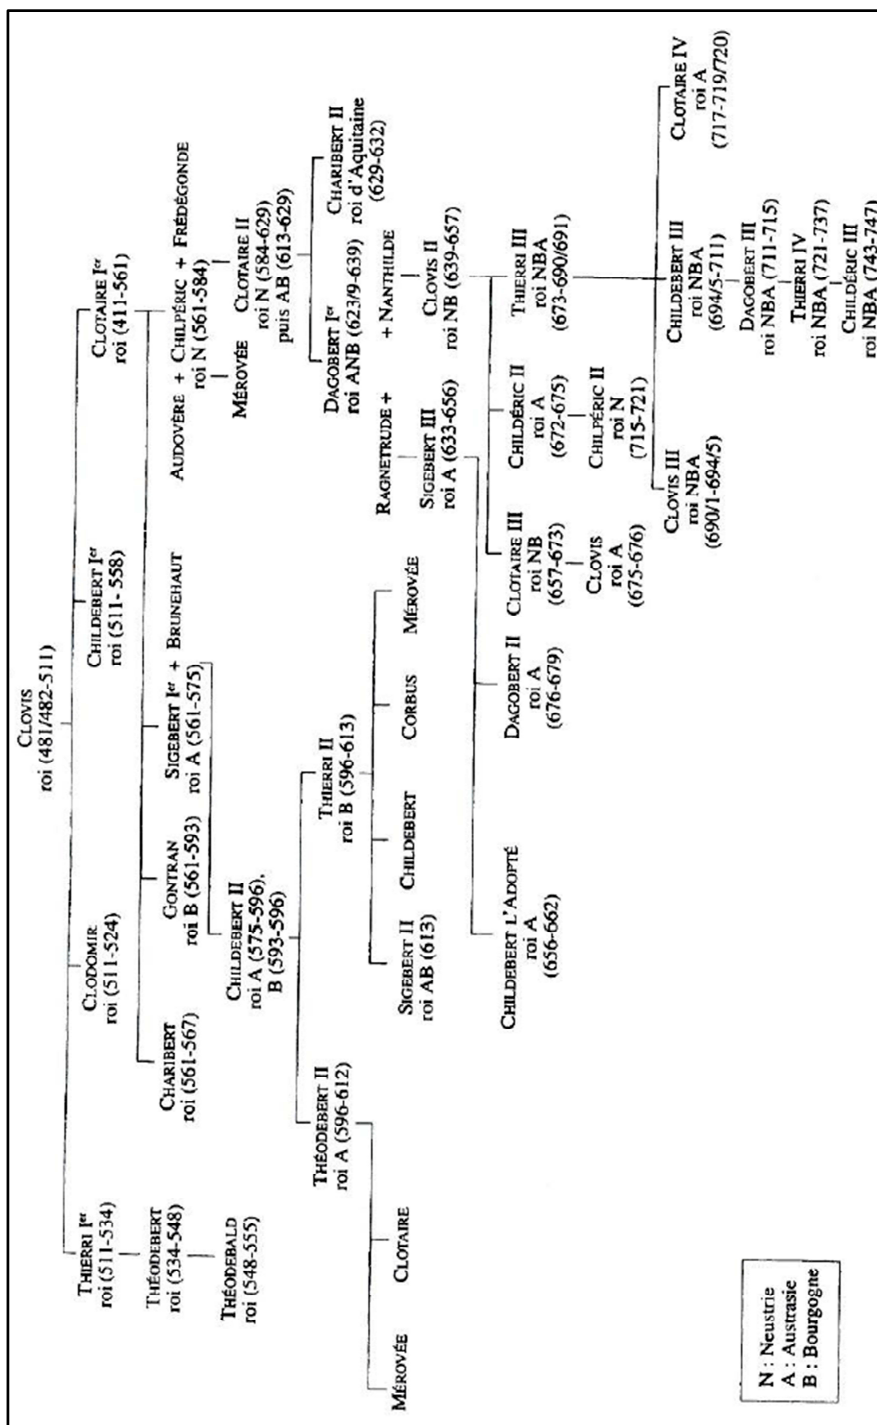 CLOVIS
roi (481/482-511)
THIERRI Iᵉʳ
roi (511-534)
CLODOMIR
roi (511-524)
CHILDEBERT Iᵉʳ
roi (511- 558)
CLOTAIRE Iᵉʳ
roi (411-561)
THÉODEBERT
roi (534-548)
CHARIBERT
roi (561-567)
GONTRAN
roi B (561-593)
SIGEBERT Iᵉʳ + BRUNEHAUT
roi A (561-575)
AUDOVÈRE + CHILPÉRIC + FRÉDÉGONDE
roi N (561-584)
THÉODEBALD
roi (548-555)
CHILDEBERT II
roi A (575-596),
B (593-596)
MÉROVÉE
CLOTAIRE II
roi N (584-629)
puis AB (613-629)
THÉODEBERT II
roi A (596-612)
THIERRI II
roi B (596-613)
DAGOBERT Iᵉʳ
roi ANB (623/9-639)
CHARIBERT II
roi d'Aquitaine
(629-632)
MÉROVÉE
CLOTAIRE
SIGEBERT II
roi AB (613)
CHILDEBERT
CORBUS
MÉROVÉE
RAGNETRUDE +
+ NANTHILDE
SIGEBERT III
roi A (633-656)
CLOVIS II
roi NB (639-657)
CHILDEBERT L'ADOPTÉ
roi A
(656-662)
DAGOBERT II
roi A
(676-679)
CLOTAIRE III
roi NB
(657-673)
CHILDÉRIC II
roi A
(672-675)
THIERRI III
roi NBA
(673-690/691)
CLOVIS
roi A
(675-676)
CHILPÉRIC II
roi N
(715-721)
CLOVIS III
roi NBA
(690/1-694/5)
CHILDEBERT III
roi NBA
(694/5-711)
CLOTAIRE IV
roi A
(717-719/720)
DAGOBERT III
roi NBA (711-715)
THIERRI IV
roi NBA (721-737)
CHILDÉRIC III
roi NBA (743-747)
N : Neustrie
A : Austrasie
B : Bourgogne